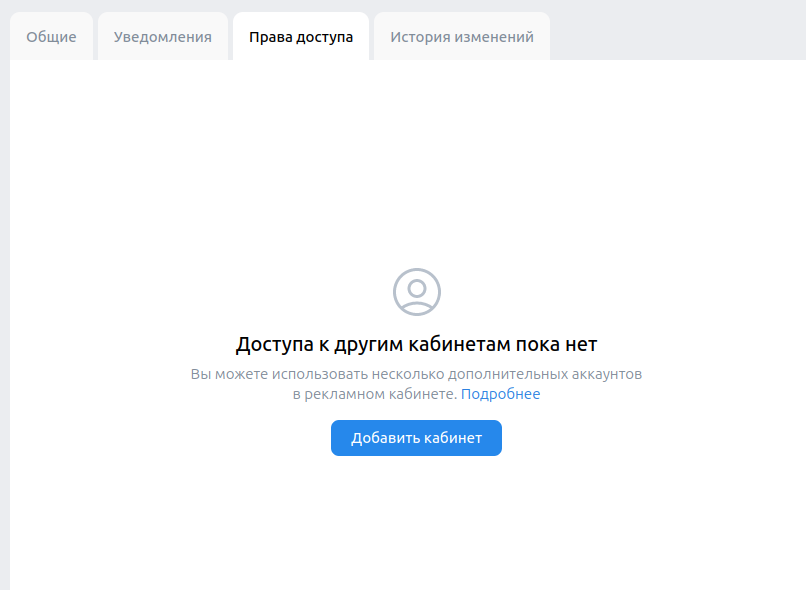 Общие Уведомления Права доступа История изменений
Доступа к другим кабинетам пока нет
Вы можете использовать несколько дополнительных аккаунтов
в рекламном кабинете. Подробнее
Добавить кабинет